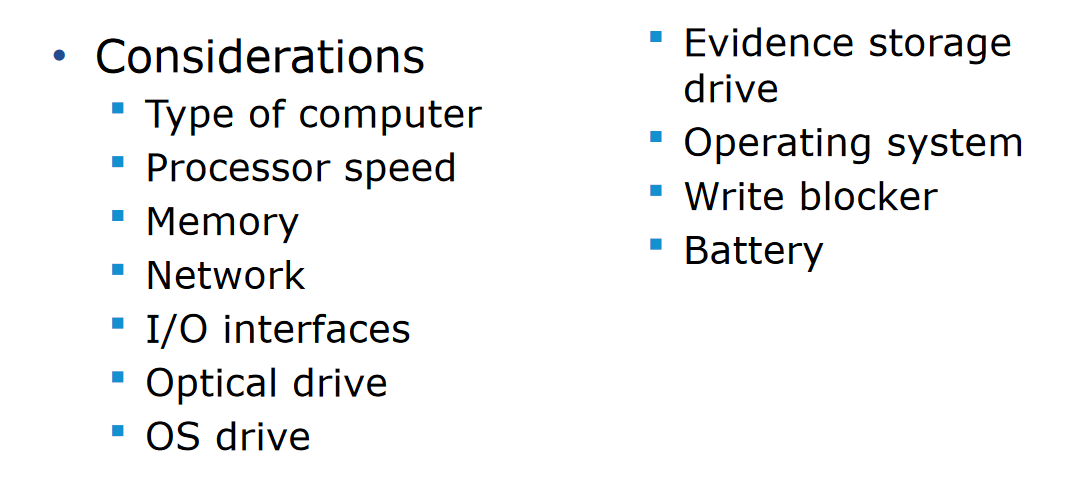 • Considerations
▪ Type of computer
▪ Processor speed
▪ Memory
▪ Network
▪ I/O interfaces
▪ Optical drive
▪ OS drive
▪ Evidence storage
drive
▪ Operating system
▪ Write blocker
▪ Battery